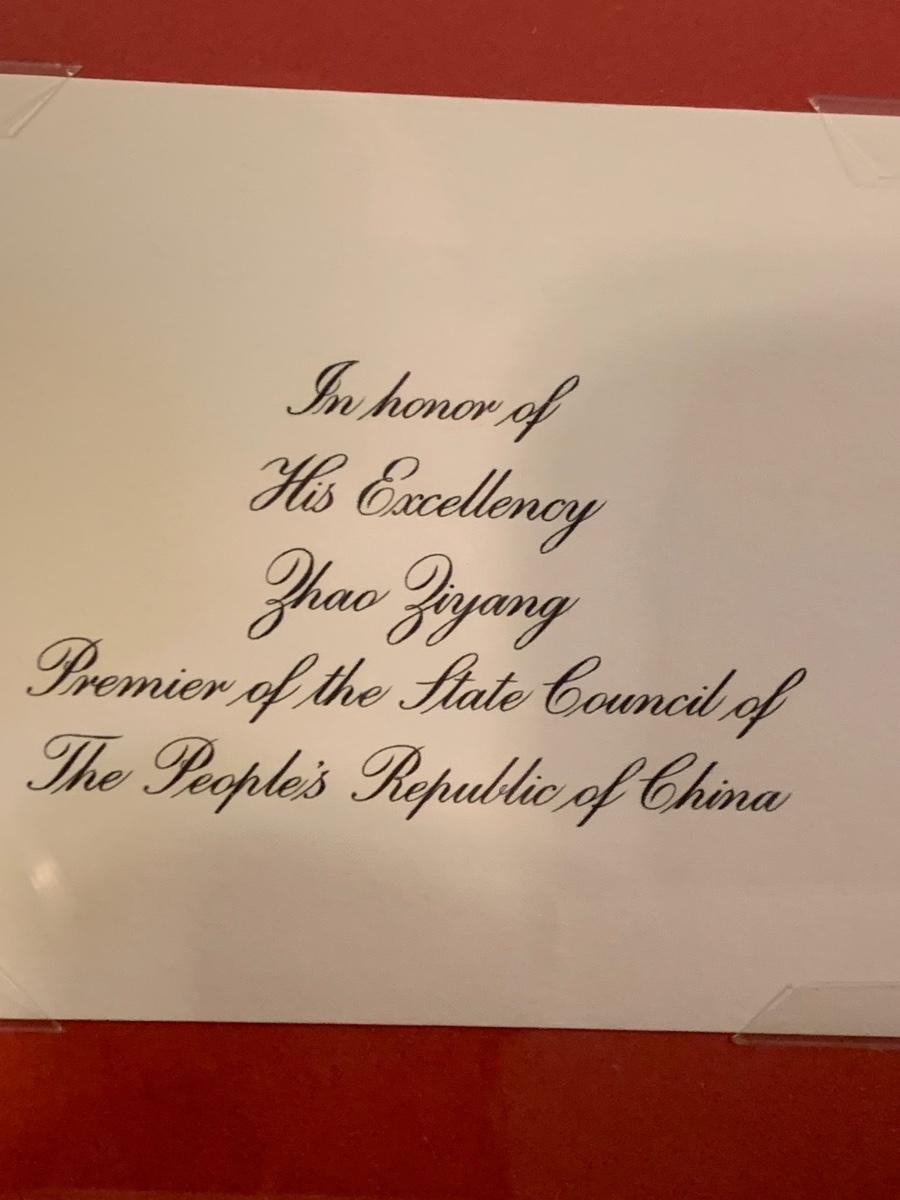 In honor of
His Excellency
Zhao Ziyang
Premier of the State Council of
The People's Republic of China